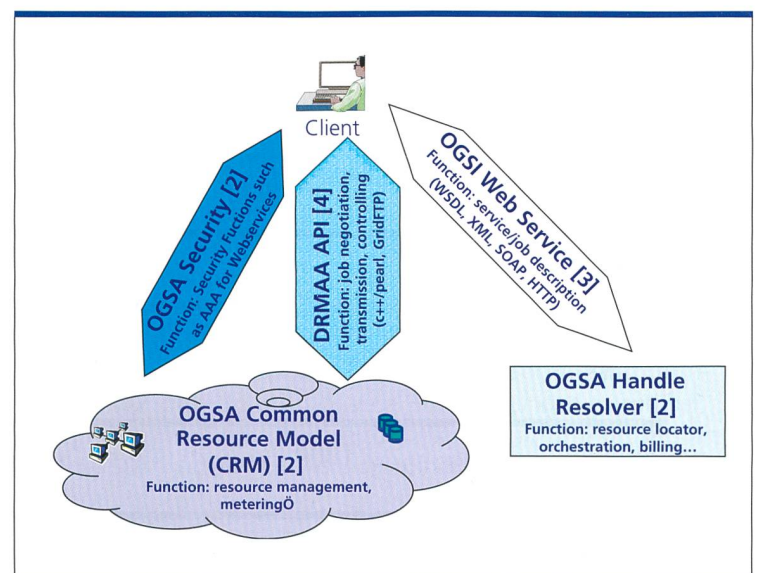 Client
OGSA Security [2]
Function: Security Fuctions such
as AAA for Webservices
DRMAA API [4]
Function: job negotiation,
transmission, controlling
(c++/pearl, GridFTP)
OGSI Web Service [3]
Function: service/job description
(WSDL, XML, SOAP, HTTP)
OGSA Common
Resource Model
(CRM) [2]
Function: resource management,
meteringÖ
OGSA Handle
Resolver [2]
Function: resource locator,
orchestration, billing...